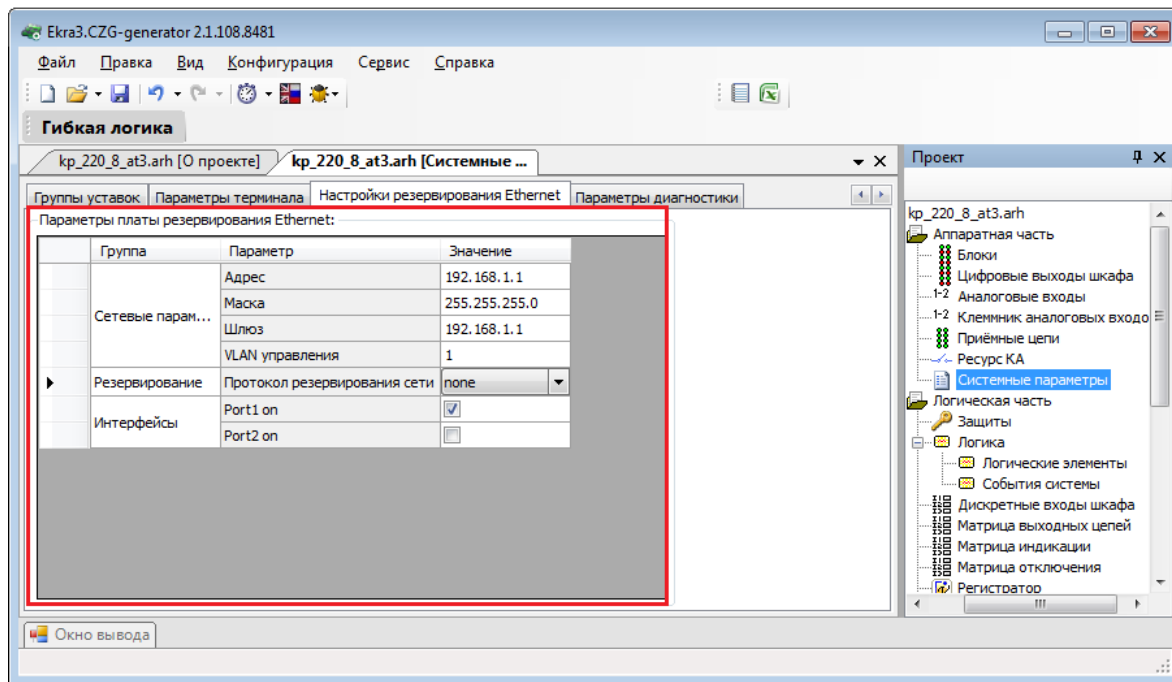 Ekra3.CZG-generator 2.1.108.8481
Файл Правка Вид Конфигурация Сервис Справка
Гибкая логика
kp_220_8_at3.arh [О проекте] kp_220_8_at3.arh [Системные ...
Группы уставок Параметры терминала Настройки резервирования Ethernet Параметры диагностики
Параметры платы резервирования Ethernet:
Группа Параметр Значение
Сетевые парам...
Адрес 192.168.1.1
Маска 255.255.255.0
Шлюз 192.168.1.1
VLAN управления 1
Резервирование Протокол резервирования сети none
Интерфейсы
Port1 on
Port2 on
Проект
kp_220_8_at3.arh
Аппаратная часть
Блоки
Цифровые выходы шкафа
1-2 Аналоговые входы
1-2 Клеммник аналоговых входо
Приёмные цепи
Ресурс КА
Системные параметры
Логическая часть
Защиты
Логика
Логические элементы
События системы
Дискретные входы шкафа
Матрица выходных цепей
Матрица индикации
Матрица отключения
Регистратор
Окно вывода